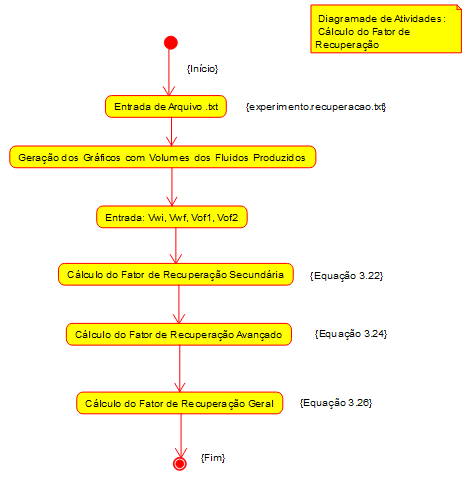 Diagramade de Atividades:
Cálculo do Fator de
Recuperação
{Início}
Entrada de Arquivo .txt
{experimento.recuperacao.txt}
Geração dos Gráficos com Volumes dos Fluidos Produzidos
Entrada: Vwi, Vwf, Vof1, Vof2
Cálculo do Fator de Recuperação Secundária
{Equação 3.22}
Cálculo do Fator de Recuperação Avançado
{Equação 3.24}
Cálculo do Fator de Recuperação Geral
{Equação 3.26}
{Fim}